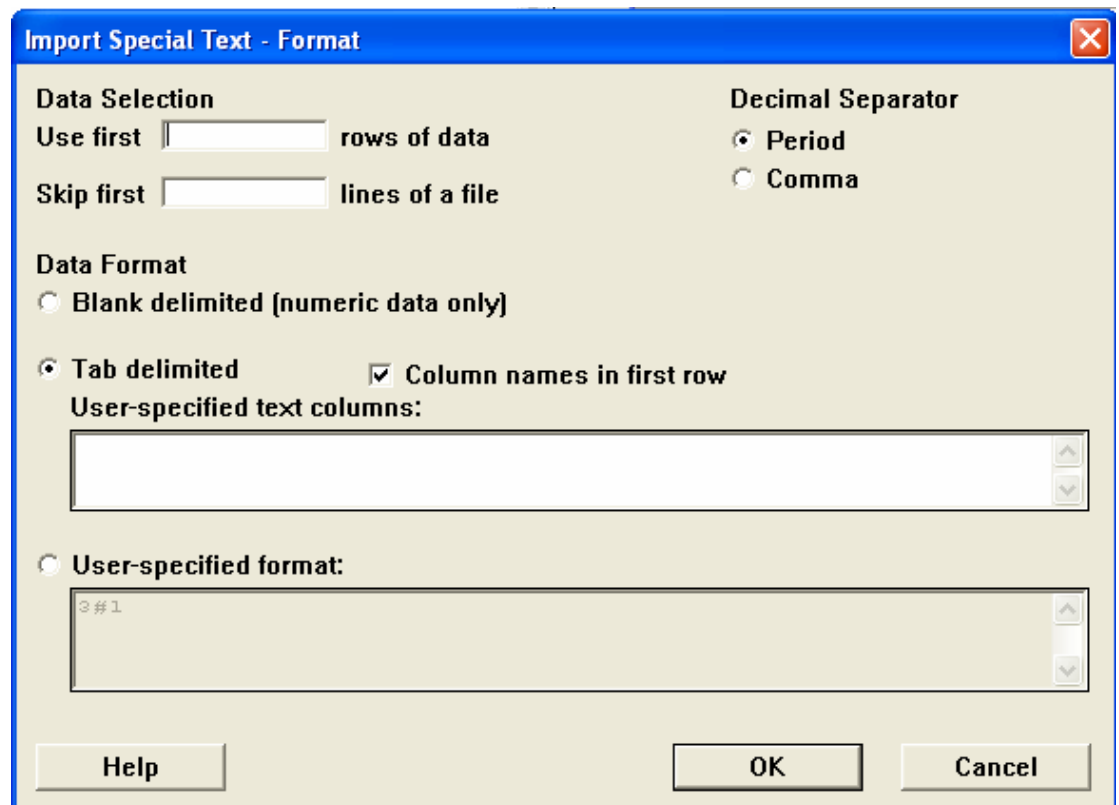 Import Special Text - Format
Data Selection
Use first rows of data
Skip first lines of a file
Decimal Separator
Period
Comma
Data Format
Blank delimited (numeric data only)
Tab delimited
Column names in first row
User-specified text columns:
User-specified format:
3#1
Help
OK
Cancel